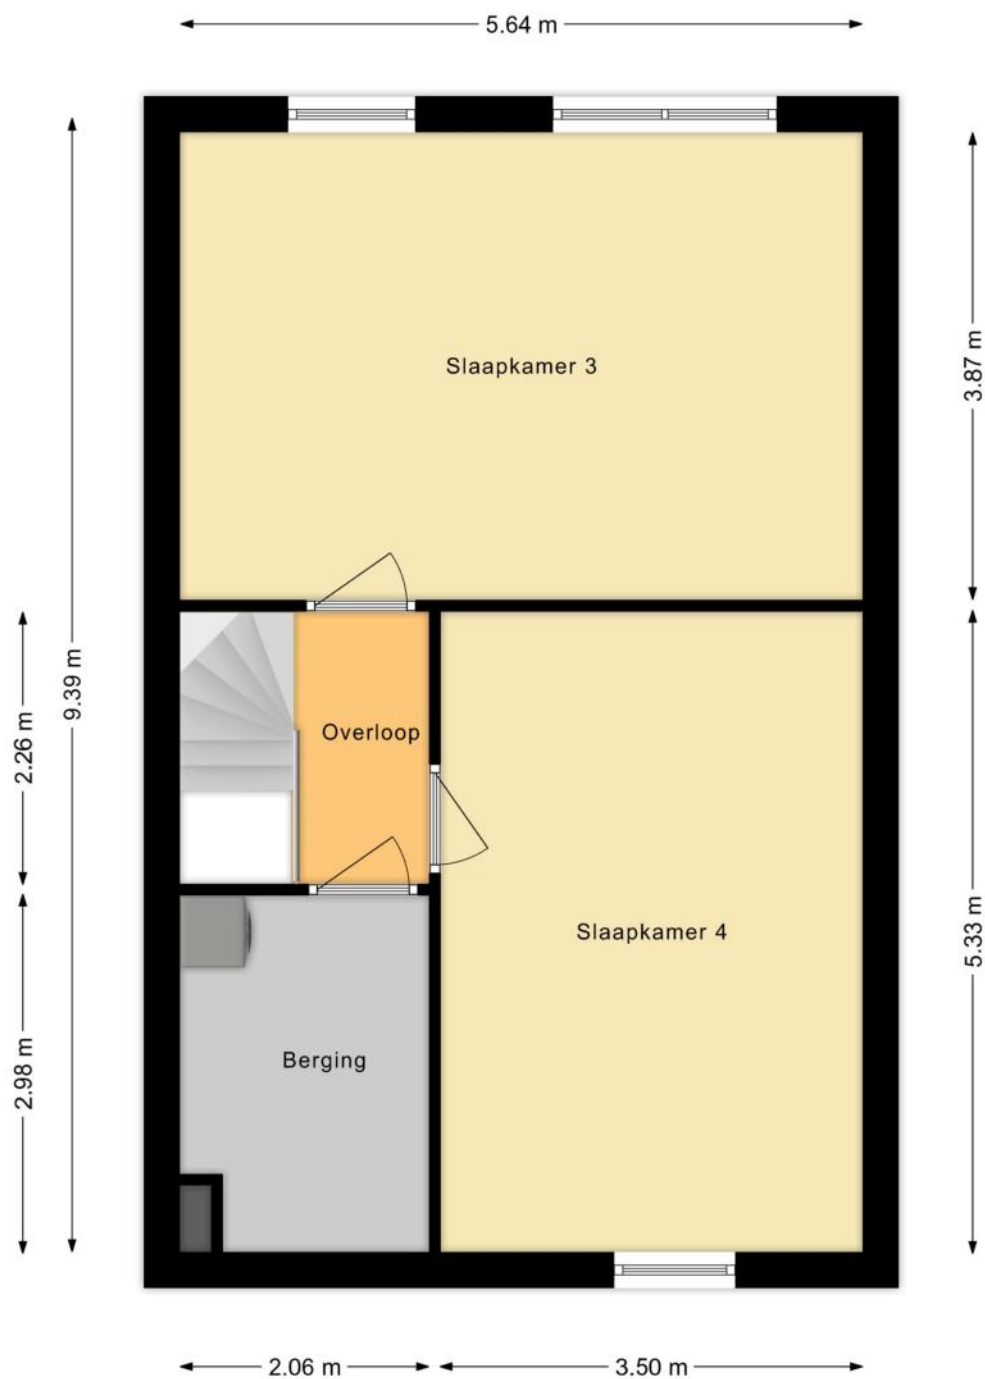 5.64 m
Slaapkamer 3
3.87 m
9.39 m
2.26 m
Overloop
Slaapkamer 4
5.33 m
2.98 m
Berging
2.06 m
3.50 m